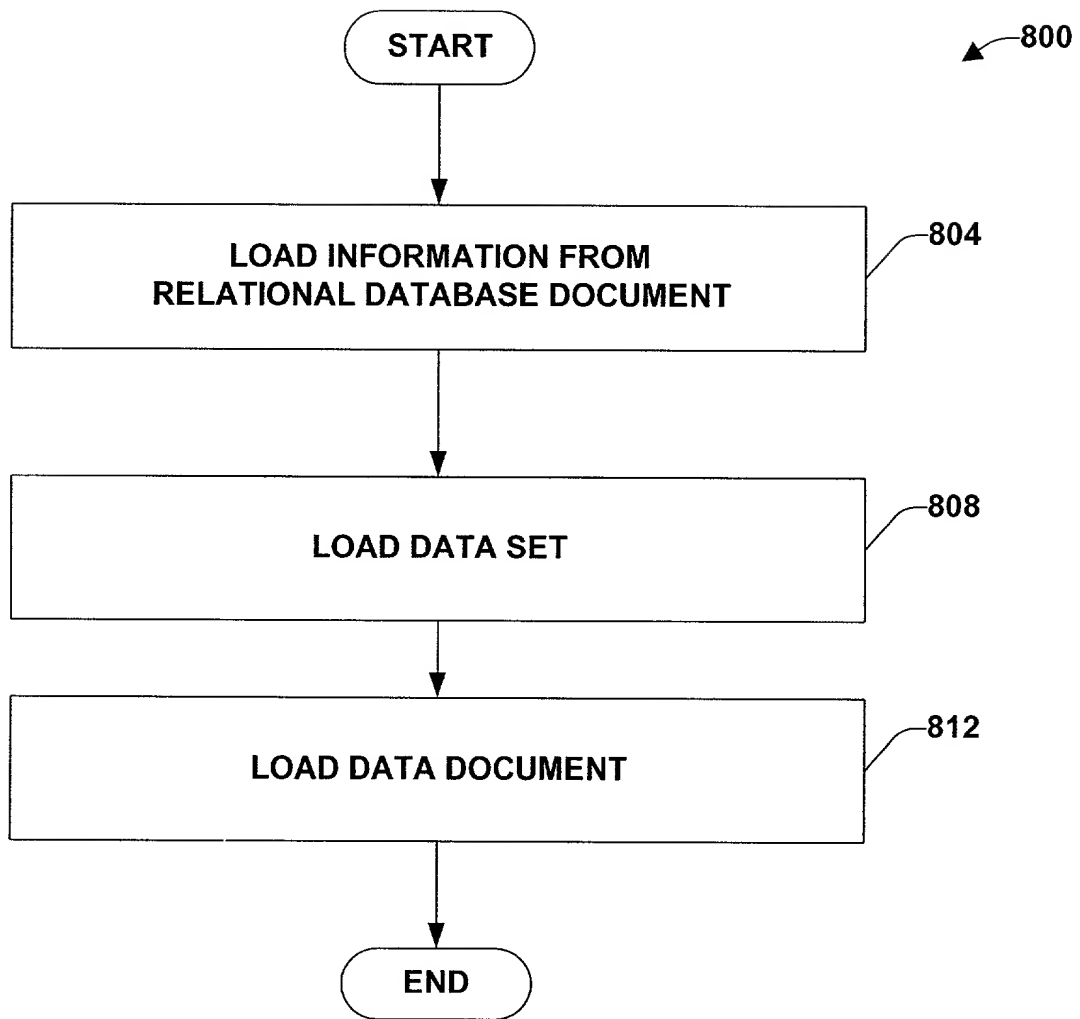 START
800
LOAD INFORMATION FROM
RELATIONAL DATABASE DOCUMENT
804
LOAD DATA SET
808
LOAD DATA DOCUMENT
812
END